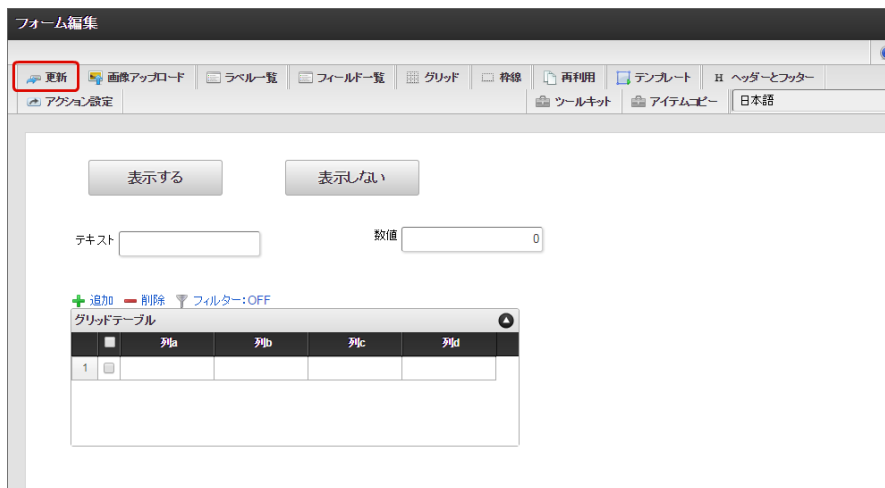 フォーム編集
更新 画像アップロード ラベル一覧 フィールド一覧 グリッド 枠線 再利用 テンプレート H ヘッダーとフッター
アクション設定 ツールキット アイテムコピー 日本語
表示する 表示しない
テキスト 数値 0
追加 削除 フィルター:OFF
グリッドテーブル
列a 列b 列c 列d
1